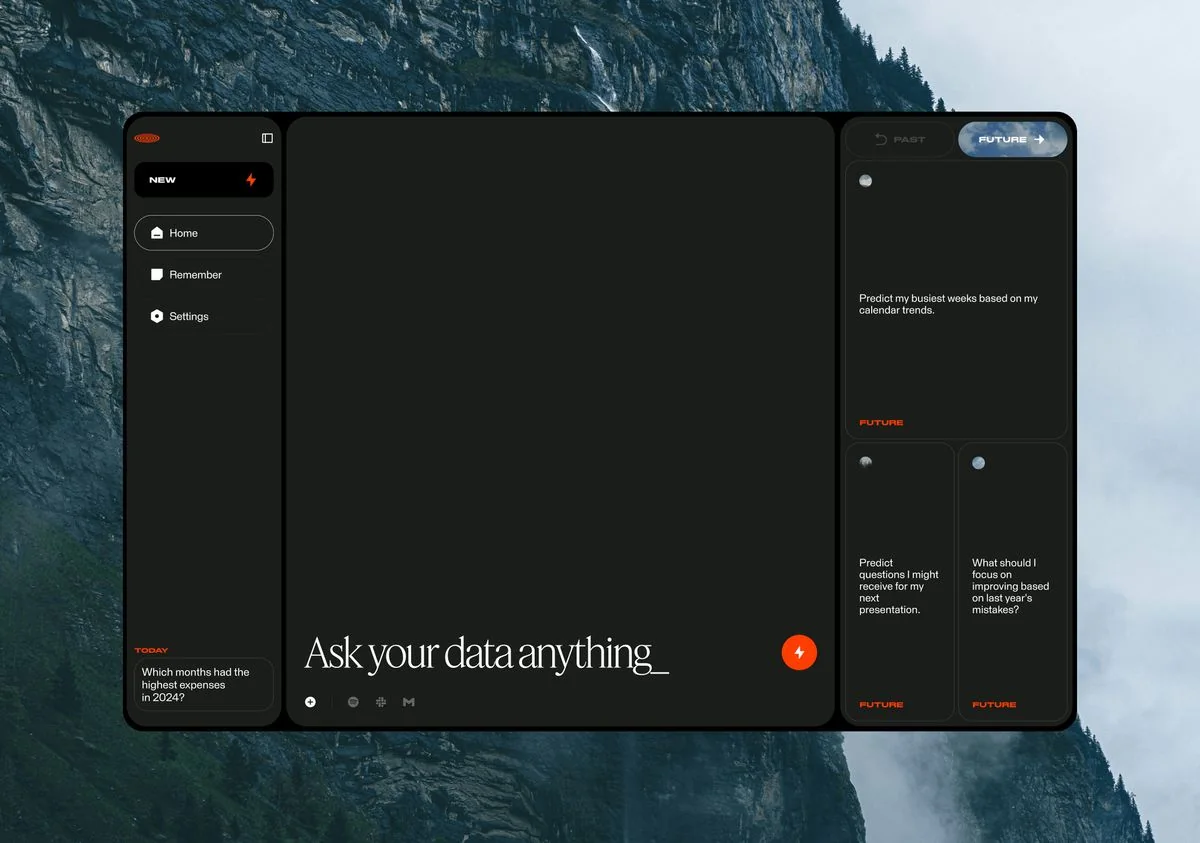 NEW
Home
Remember
Settings
TODAY
Which months had the
highest expenses
in 2024?
Ask your data anything_
PAST
FUTURE
Predict my busiest weeks based on my
calendar trends.
FUTURE
Predict
questions I might
receive for my
next
presentation.
FUTURE
What should I
focus on
improving based
on last year's
mistakes?
FUTURE